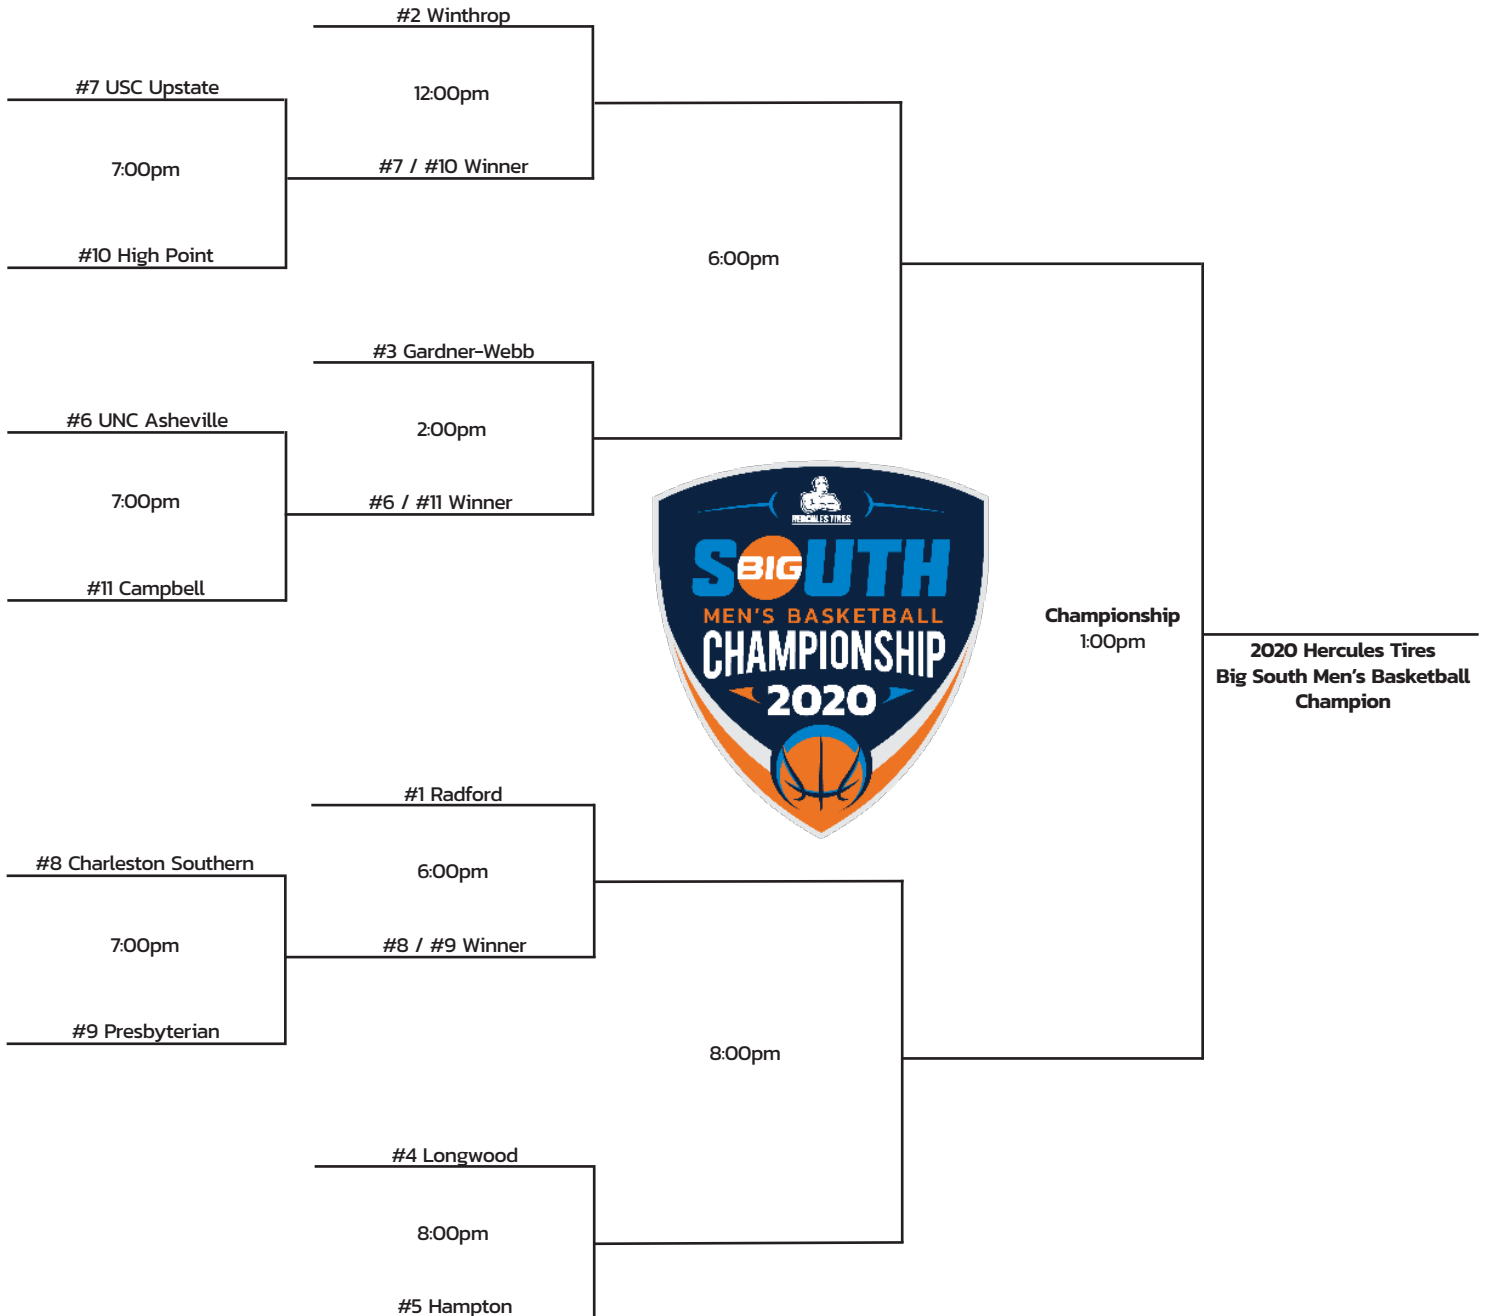 #2 Winthrop
#7 USC Upstate
12:00pm
7:00pm
#7 / #10 Winner
#10 High Point
6:00pm
#3 Gardner-Webb
#6 UNC Asheville
2:00pm
7:00pm
#6 / #11 Winner
#11 Campbell
HERCULES TIRES
BIG
SOUTH
MEN'S BASKETBALL
CHAMPIONSHIP
2020
Championship
1:00pm
2020 Hercules Tires
Big South Men's Basketball
Champion
#1 Radford
#8 Charleston Southern
6:00pm
7:00pm
#8 / #9 Winner
#9 Presbyterian
8:00pm
#4 Longwood
8:00pm
#5 Hampton